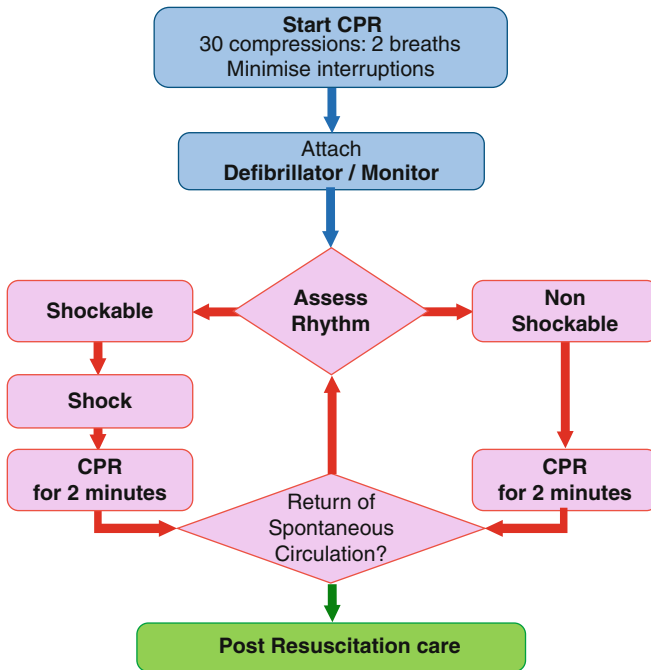 Start CPR
30 compressions: 2 breaths
Minimise interruptions
Attach
Defibrillator / Monitor
Assess
Rhythm
Shockable
Non
Shockable
Shock
CPR
for 2 minutes
CPR
for 2 minutes
Return of
Spontaneous
Circulation?
Post Resuscitation care